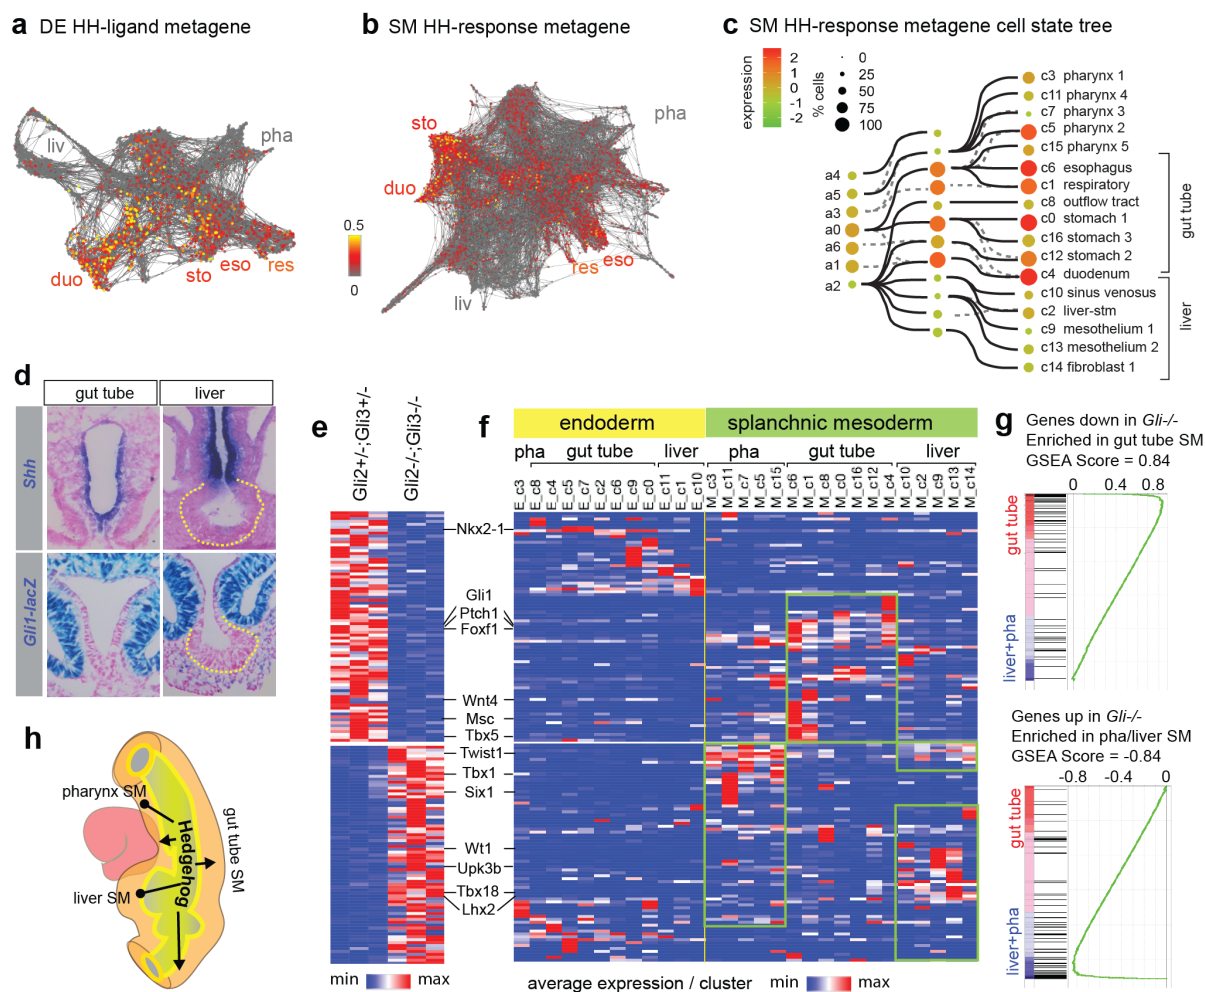 a DE HH-ligand metagene
liv
pha
duo
sto
eso
res
0.5
0
b SM HH-response metagene
sto
pha
duo
res
eso
liv
c SM HH-response metagene cell state tree
expression
2
1
0
-1
-2
% cells
0
25
50
75
100
a4
a5
a3
a0
a6
a1
a2
c3 pharynx 1
c11 pharynx 4
c7 pharynx 3
c5 pharynx 2
c15 pharynx 5
c6 esophagus
c1 respiratory
c8 outflow tract
c0 stomach 1
c16 stomach 3
c12 stomach 2
c4 duodenum
c10 sinus venosus
c2 liver-stm
c9 mesothelium 1
c13 mesothelium 2
c14 fibroblast 1
gut tube
liver
d
gut tube
liver
Shh
Gli1-lacZ
e
Gli2+/-;Gli3+/-
Gli2-/-;Gli3-/-
Nkx2-1
Gli1
Ptch1
Foxf1
Wnt4
Msc
Tbx5
Twist1
Tbx1
Six1
Wt1
Upk3b
Tbx18
Lhx2
min
max
f
endoderm
splanchnic mesoderm
pha
gut tube
liver
pha
gut tube
liver
E_c3
E_c8
E_c4
E_c5
E_c7
E_c2
E_c6
E_c9
E_c0
E_c11
E_c1
E_c10
M_c3
M_c11
M_c7
M_c5
M_c15
M_c6
M_c1
M_c8
M_c0
M_c16
M_c12
M_c4
M_c10
M_c2
M_c9
M_c13
M_c14
average expression / cluster
min
max
g
Genes down in Gli-/-
Enriched in gut tube SM
GSEA Score = 0.84
0
0.4
0.8
gut tube
liver+pha
Genes up in Gli-/-
Enriched in pha/liver SM
GSEA Score = -0.84
-0.8
-0.4
0
gut tube
liver+pha
h
pharynx SM
Hedgehog
gut tube SM
liver SM